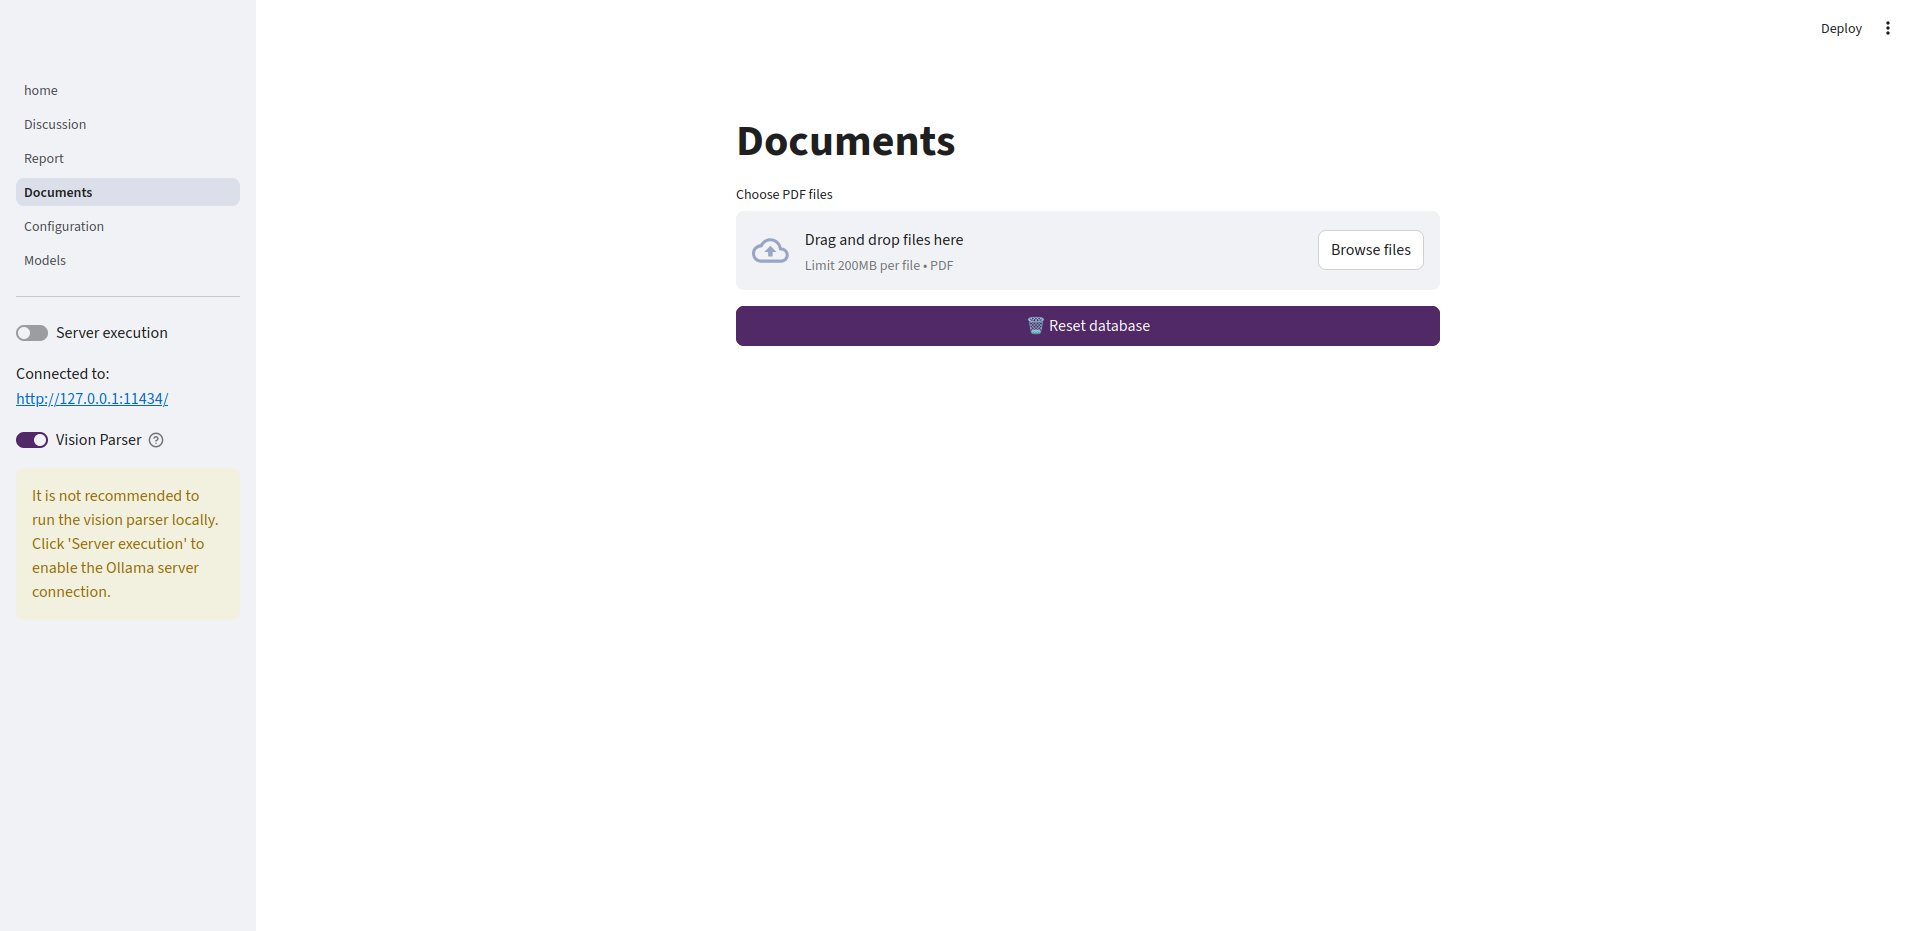 Deploy
home
Discussion
Report
Documents
Configuration
Models
Server execution
Connected to:
http://127.0.0.1:11434/
Vision Parser
It is not recommended to
run the vision parser locally.
Click 'Server execution' to
enable the Ollama server
connection.
Documents
Choose PDF files
Drag and drop files here
Limit 200MB per file • PDF
Browse files
🗑️ Reset database